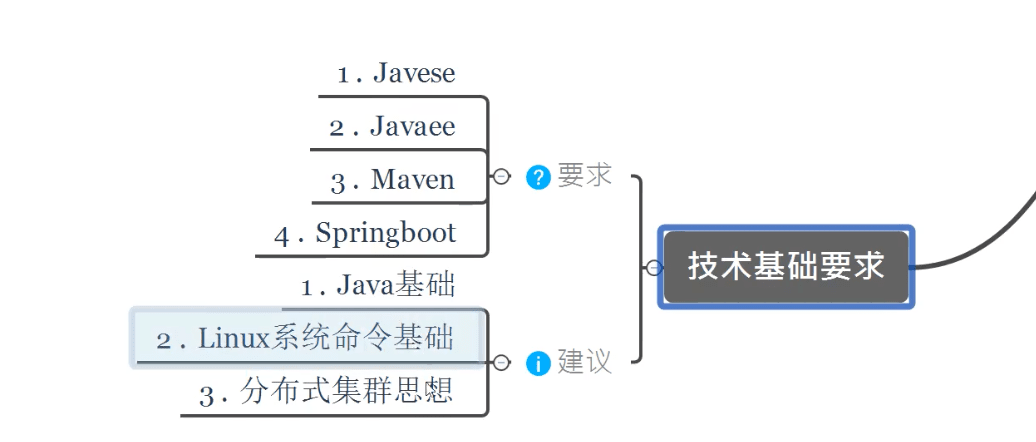 1. Javese
2. Javaee
3. Maven
4. Springboot
要求
技术基础要求
1. Java基础
2. Linux系统命令基础
3. 分布式集群思想
建议